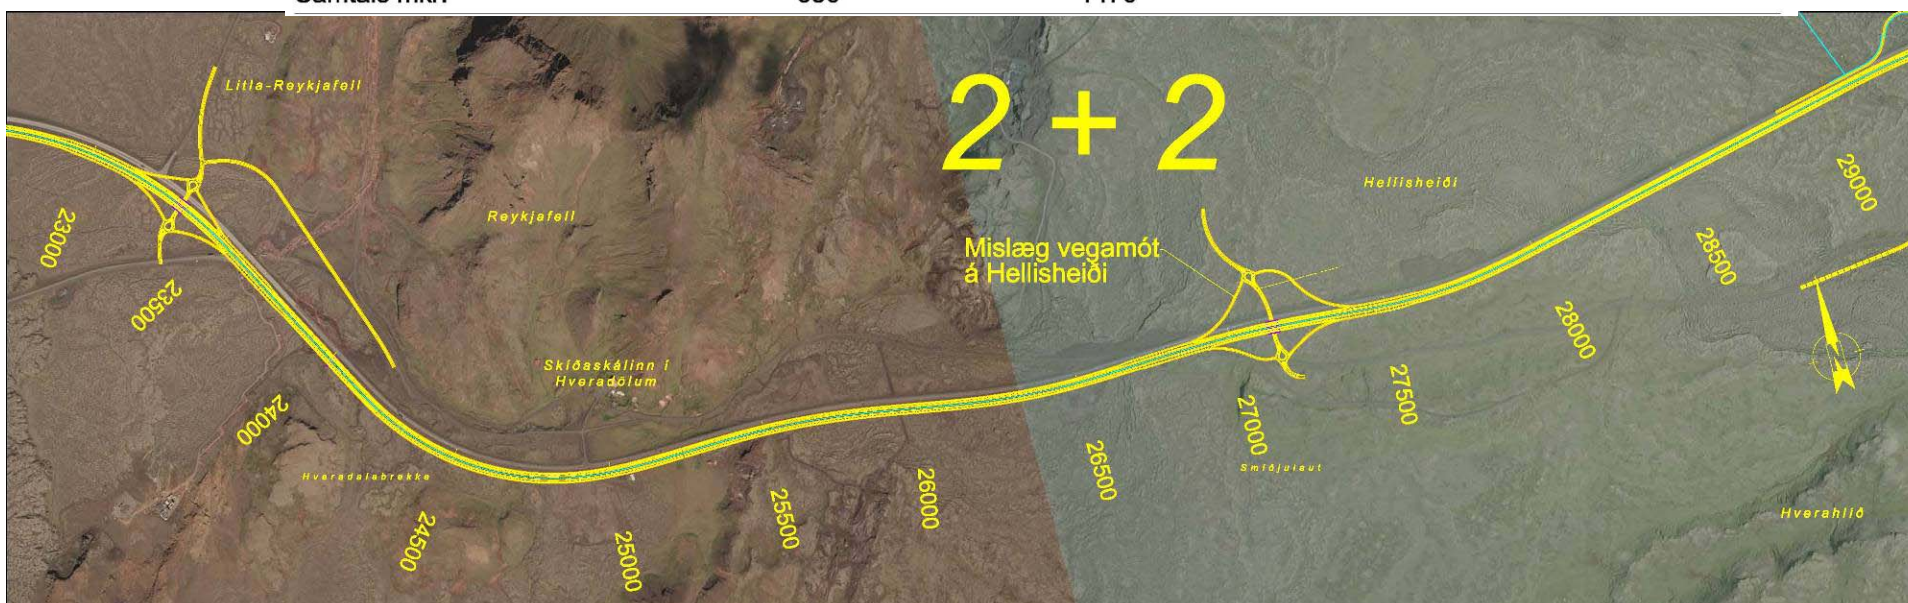 Litla-Reykjafell
2 + 2
Hellisheiði
Reykjafell
Mislæg vegamót
á Hellisheiði
Skíðaskálinn í
Hveradölum
Hveradalabrekka
Smiðjulaut
Hverahlíð
23000
23500
24000
24500
25000
25500
26000
26500
27000
27500
28000
28500
29000